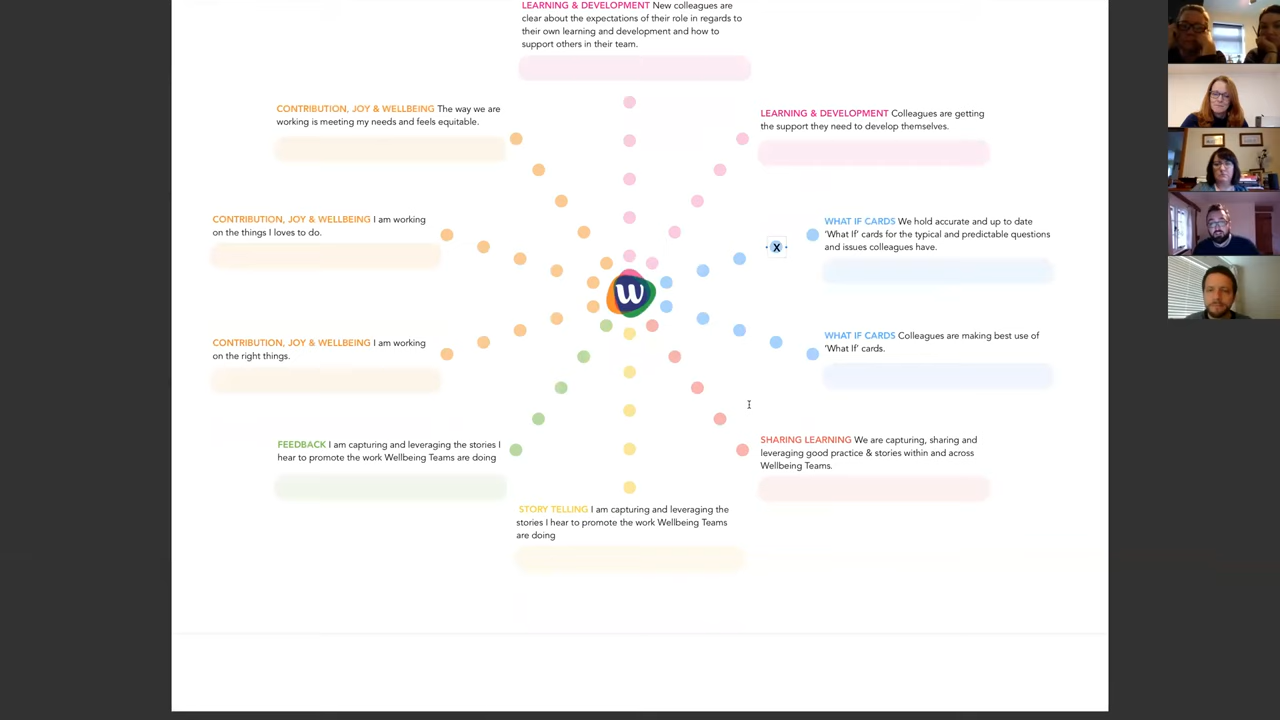 LEARNING & DEVELOPMENT New colleagues are
clear about the expectations of their role in regards to
their own learning and development and how to
support others in their team.
CONTRIBUTION, JOY & WELLBEING The way we are
working is meeting my needs and feels equitable.
LEARNING & DEVELOPMENT Colleagues are getting
the support they need to develop themselves.
CONTRIBUTION, JOY & WELLBEING I am working
on the things I loves to do.
WHAT IF CARDS We hold accurate and up to date
'What If' cards for the typical and predictable questions
and issues colleagues have.
X
W
CONTRIBUTION, JOY & WELLBEING I am working
on the right things.
WHAT IF CARDS Colleagues are making best use of
'What If' cards.
FEEDBACK I am capturing and leveraging the stories I
hear to promote the work Wellbeing Teams are doing
SHARING LEARNING We are capturing, sharing and
leveraging good practice & stories within and across
Wellbeing Teams.
STORY TELLING I am capturing and leveraging the
stories I hear to promote the work Wellbeing Teams
are doing